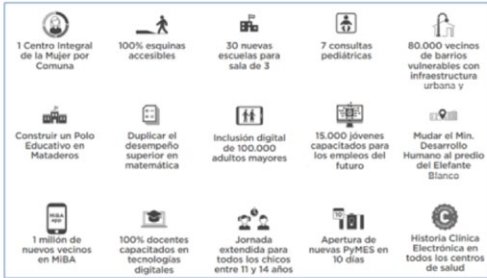 1 Centro Integral
de la Mujer por
Comuna
100% esquinas
accesibles
30 nuevas
escuelas para
sala de 3
7 consultas
pediátricas
80.000 vecinos
de barrios
vulnerables con
infraestructura
urbana y
Construir un Polo
Educativo en
Mataderos
Duplicar el
desempeño
superior en
matemática
Inclusión digital
de 100.000
adultos mayores
15.000 jóvenes
capacitados para
los empleos del
futuro
Mudar el Min.
Desarrollo
Humano al predio
del Elefante
Blanco
MiBA
app
1 millón de
nuevos vecinos
en MiBA
100% docentes
capacitados en
tecnologías
digitales
Jornada
extendida para
todos los chicos
entre 11 y 14 años
10
Apertura de
nuevas PyMES en
10 días
C
Historia Clínica
Electrónica en
todos los centros
de salud